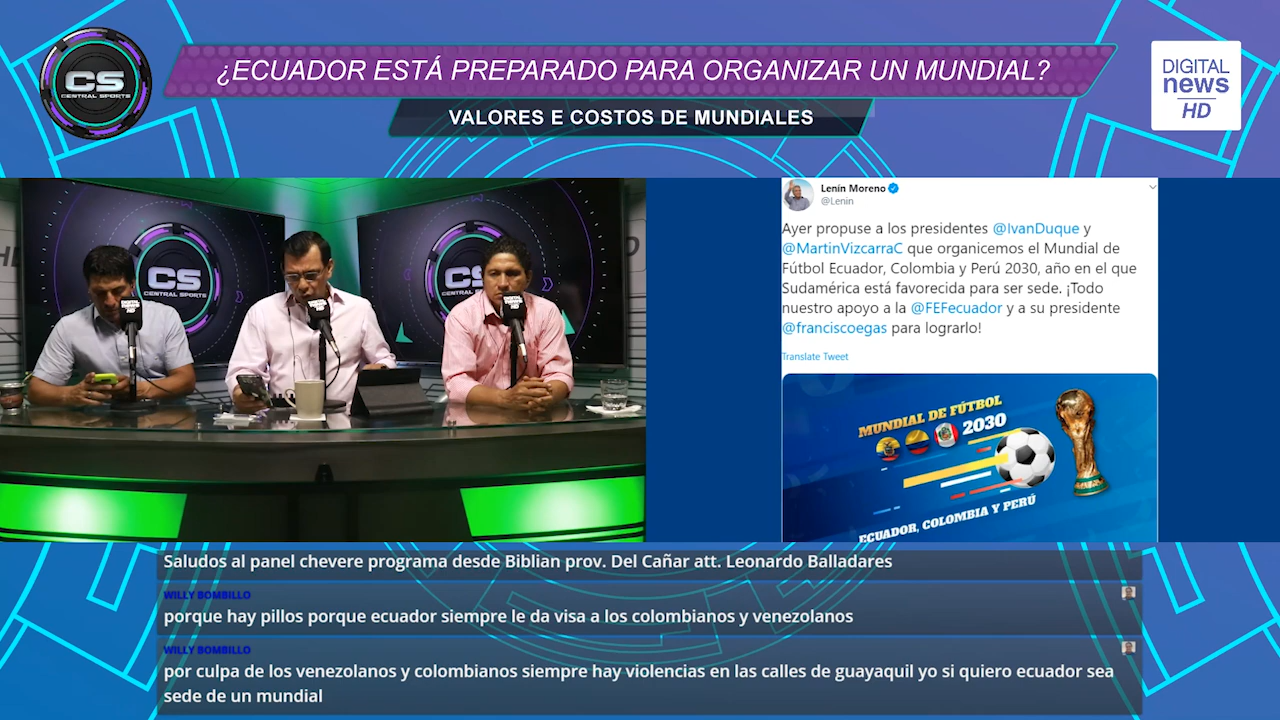 CS
CENTRAL SPORTS
¿ECUADOR ESTÁ PREPARADO PARA ORGANIZAR UN MUNDIAL?
VALORES E COSTOS DE MUNDIALES
DIGITAL
news
HD
CS
CENTRAL SPORTS
CS
CENTRAL SPORTS
Lenín Moreno
@Lenin
Ayer propuse a los presidentes @IvanDuque y
@MartinVizcarraC que organicemos el Mundial de
Fútbol Ecuador, Colombia y Perú 2030, año en el que
Sudamérica está favorecida para ser sede. ¡Todo
nuestro apoyo a la @FEFecuador y a su presidente
@franciscoegas para lograrlo!
Translate Tweet
MUNDIAL DE FÚTBOL
2030
ECUADOR, COLOMBIA Y PERÚ
Saludos al panel chevere programa desde Biblian prov. Del Cañar att. Leonardo Balladares
WILLY BOMBILLO
porque hay pillos porque ecuador siempre le da visa a los colombianos y venezolanos
WILLY BOMBILLO
por culpa de los venezolanos y colombianos siempre hay violencias en las calles de guayaquil yo si quiero ecuador sea
sede de un mundial